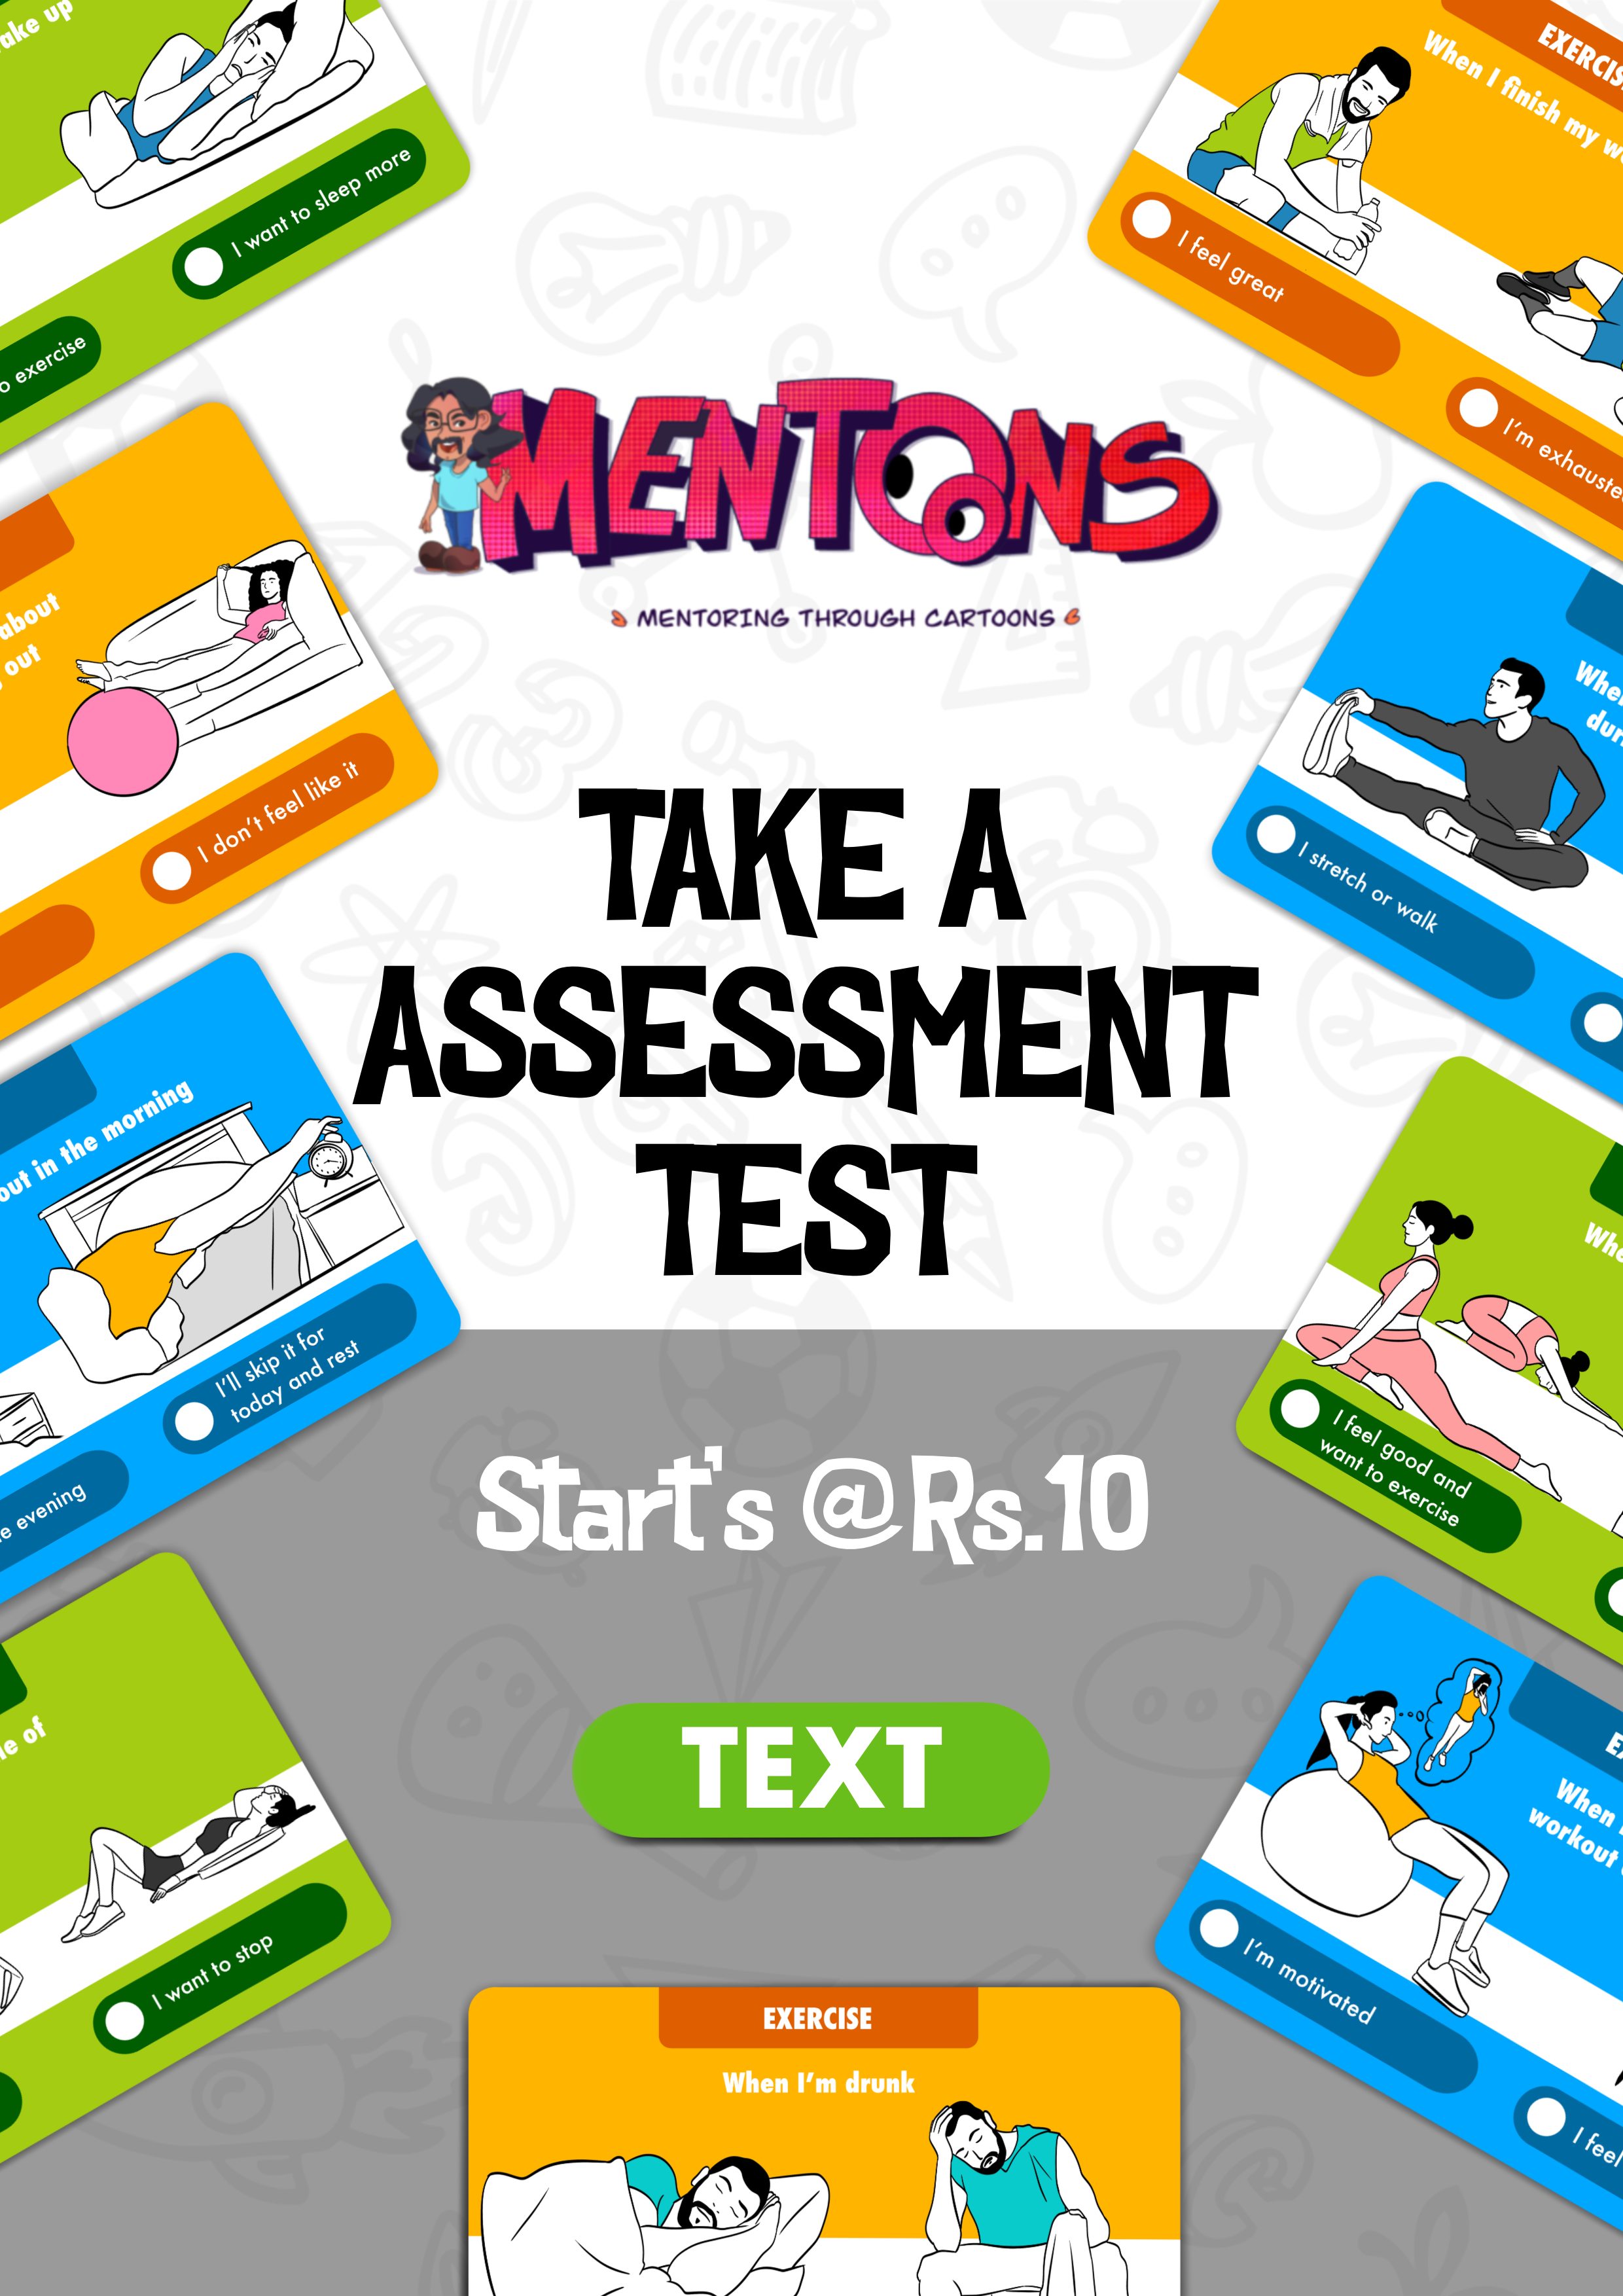 ake up
I want to sleep more
o exercise
EXERCIS
When I finish my w
I feel great
I'm exhauste
MENTOONS
MENTORING THROUGH CARTOONS
about
out
I don't feel like it
Whe
dur
I stretch or walk
TAKE A
ASSESSMENT
TEST
out in the morning
I'll skip it for
today and rest
e evening
Whe
I feel good and
want to exercise
Start's @Rs.10
TEXT
le of
I want to stop
E
When
workout
I'm motivated
I feel
EXERCISE
When I'm drunk